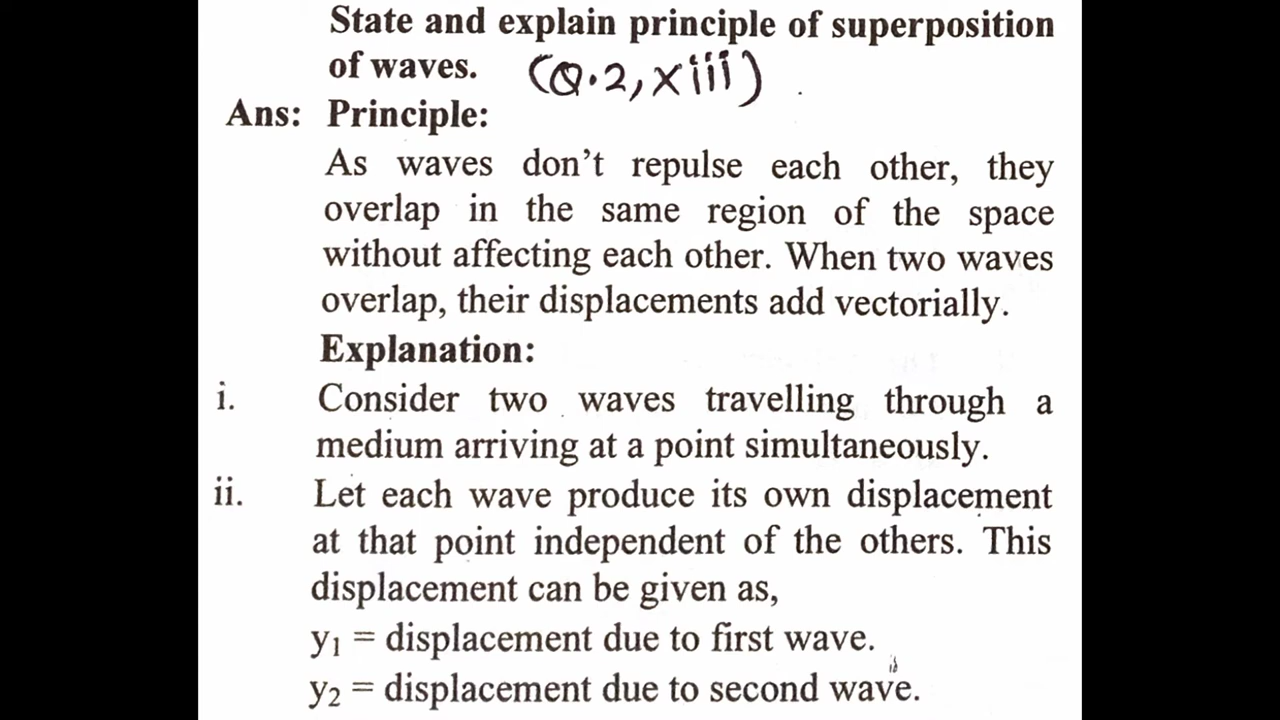 State and explain principle of superposition
of waves. (Q.2, xiii)
Ans: Principle:
As waves don't repulse each other, they
overlap in the same region of the space
without affecting each other. When two waves
overlap, their displacements add vectorially.
Explanation:
i. Consider two waves travelling through a
medium arriving at a point simultaneously.
ii. Let each wave produce its own displacement
at that point independent of the others. This
displacement can be given as,
y₁ = displacement due to first wave.
y₂ = displacement due to second wave.